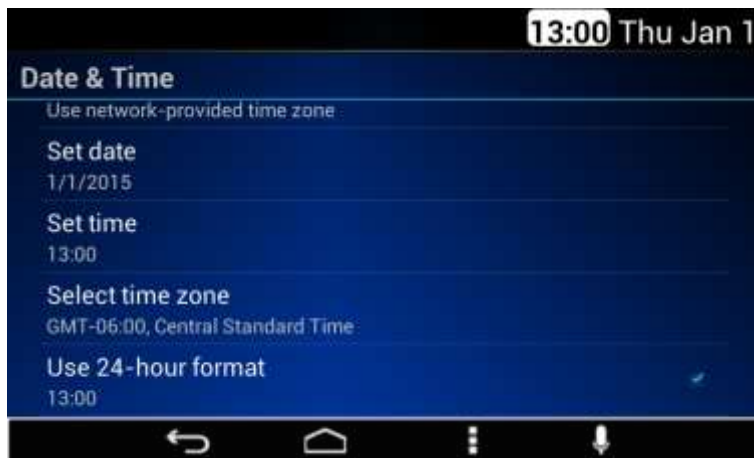 13:00 Thu Jan 1
Date & Time
Use network-provided time zone
Set date
1/1/2015
Set time
13:00
Select time zone
GMT-06:00, Central Standard Time
Use 24-hour format
13:00